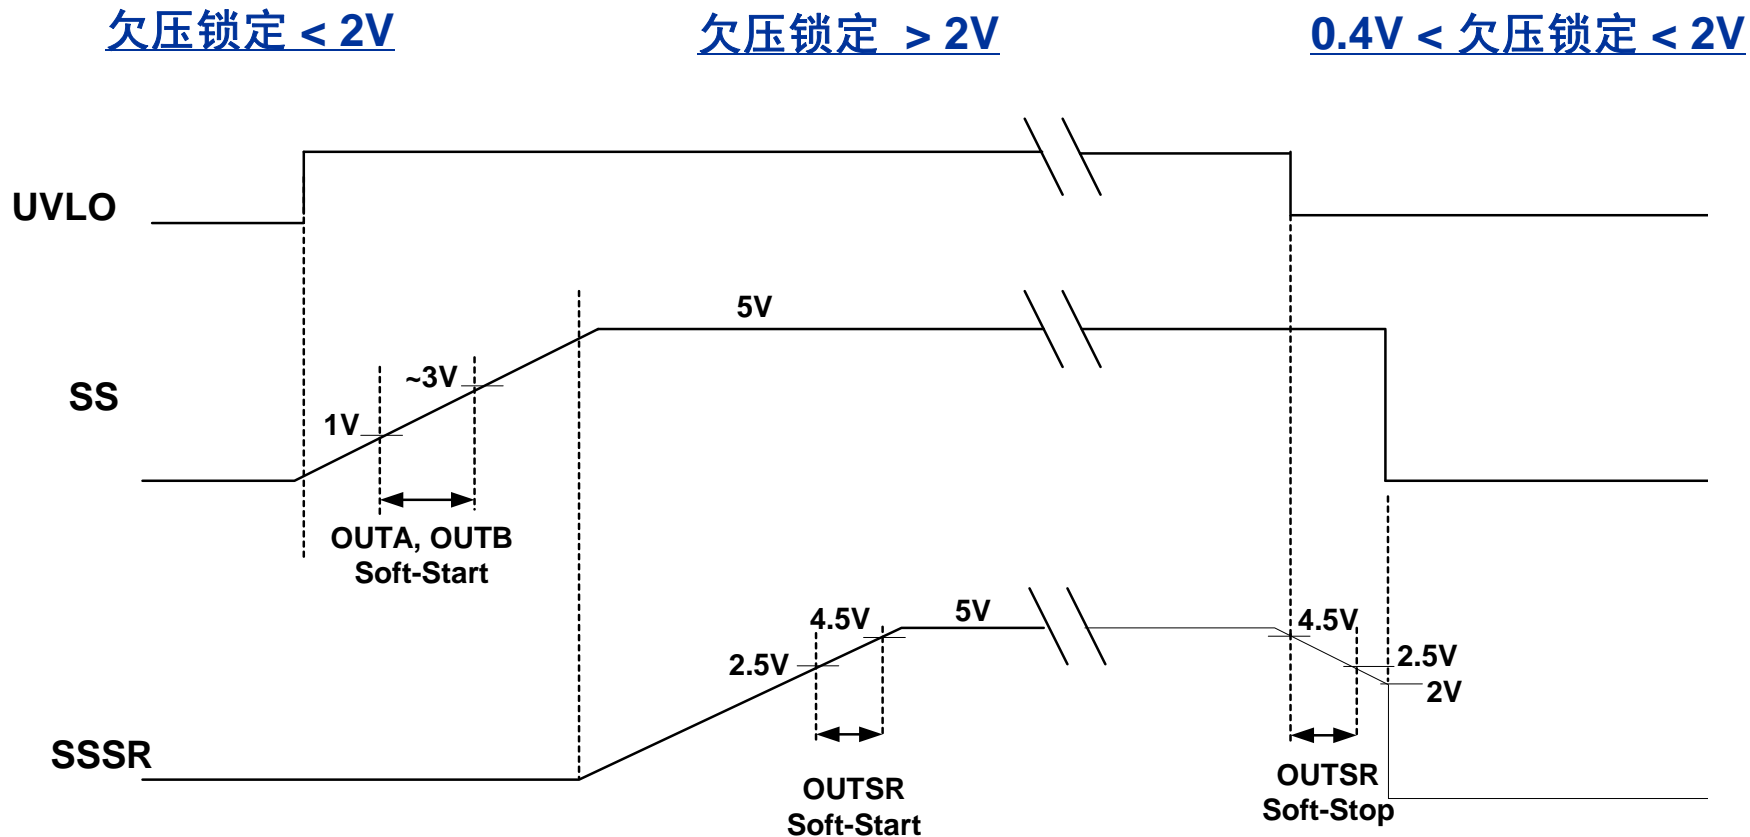 欠压锁定 < 2V
欠压锁定 > 2V
0.4V < 欠压锁定 < 2V
UVLO
5V
~3V
SS
1V
OUTA, OUTB
Soft-Start
4.5V
5V
4.5V
2.5V
2.5V
2V
SSSR
OUTSR
Soft-Start
OUTSR
Soft-Stop